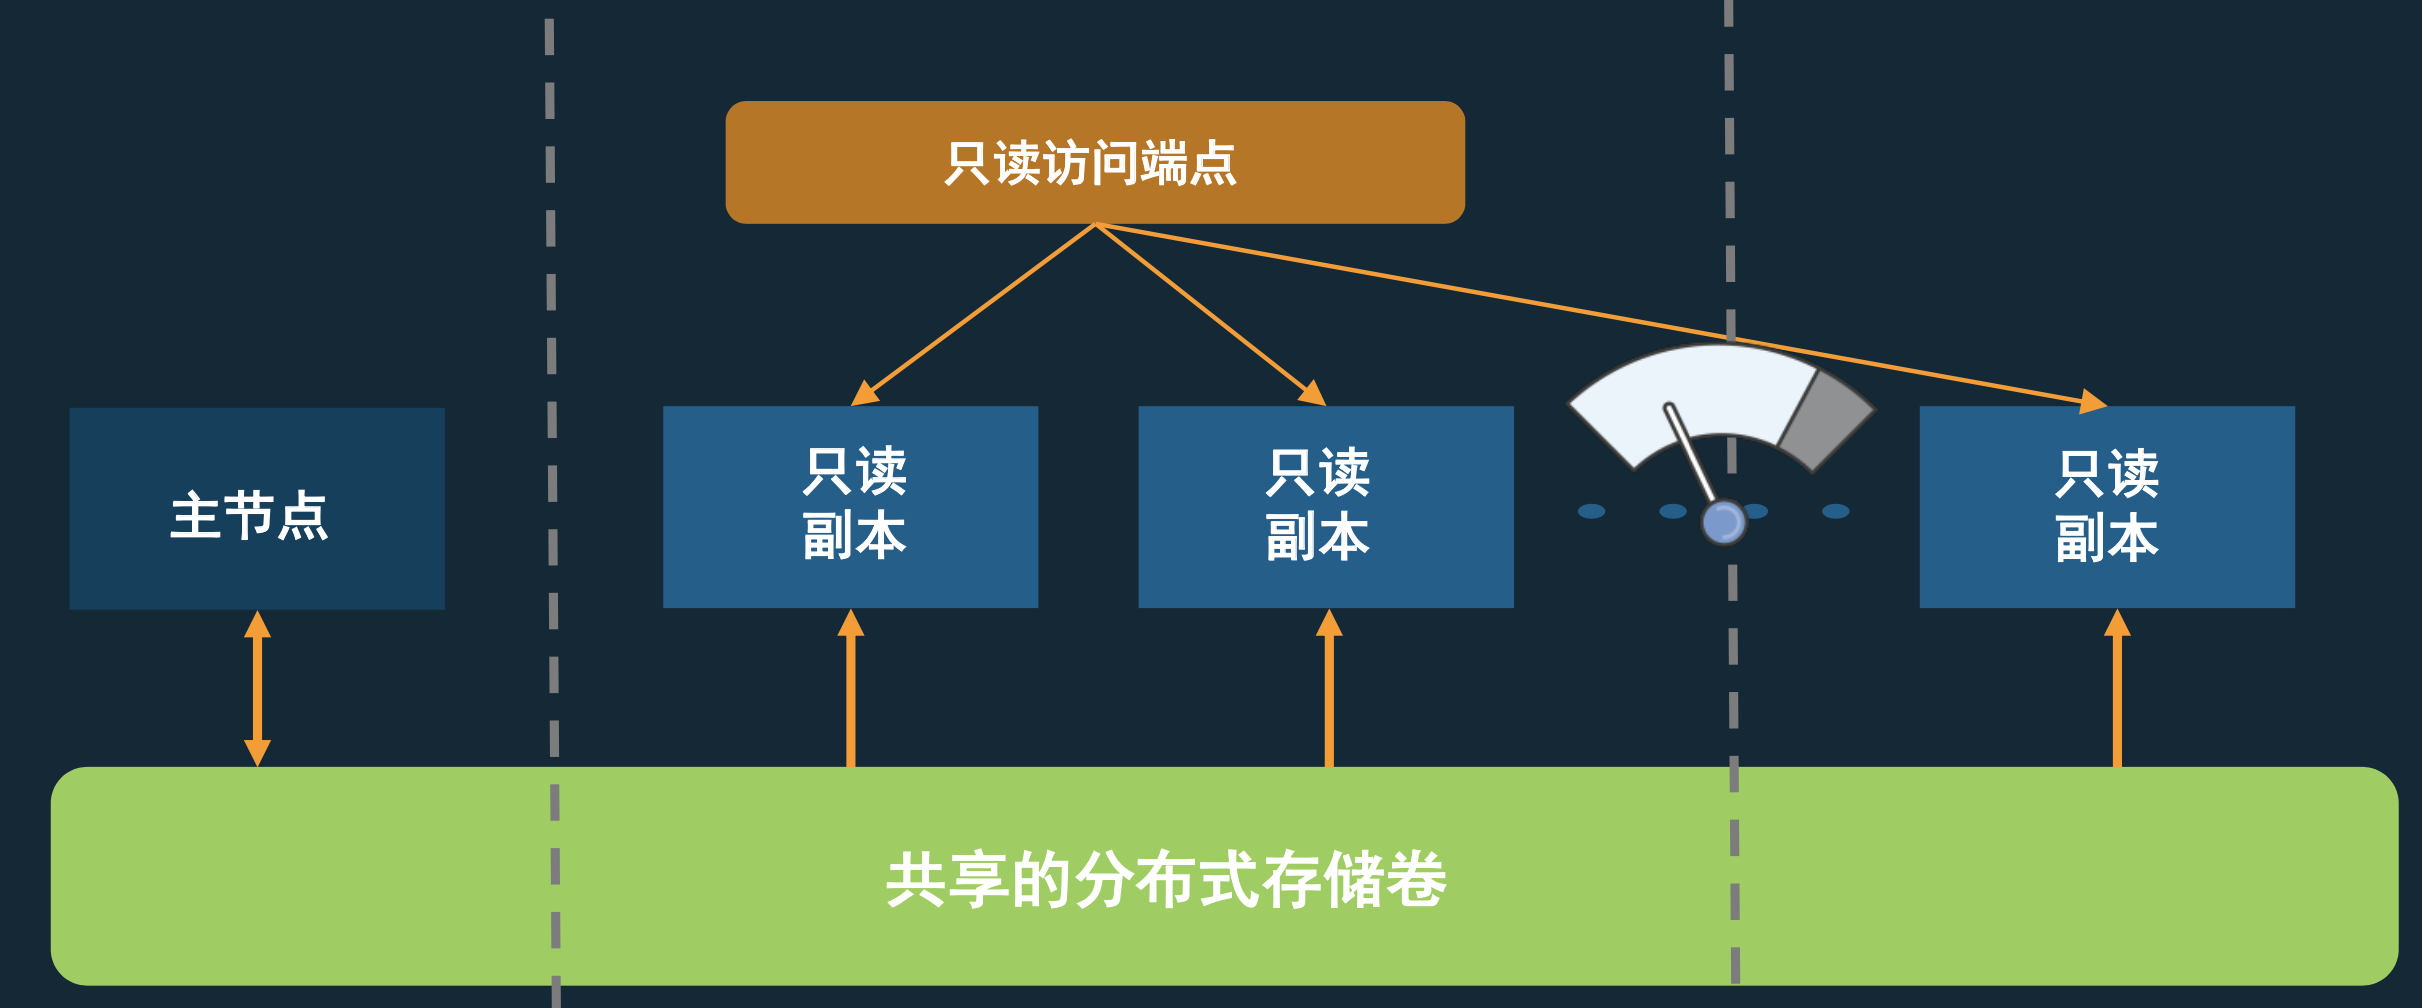 只读访问端点
主节点
只读
副本
只读
副本
只读
副本
共享的分布式存储卷